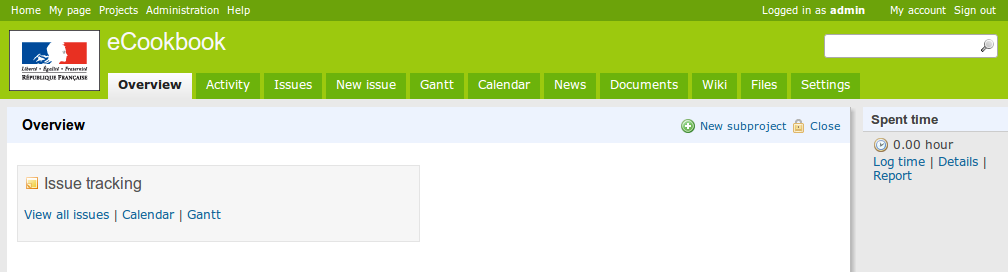 Home My page Projects Administration Help Logged in as admin My account Sign out
eCookbook
Liberté • Égalité • Fraternité
RÉPUBLIQUE FRANÇAISE
Overview Activity Issues New issue Gantt Calendar News Documents Wiki Files Settings
Overview New subproject Close
Issue tracking
View all issues | Calendar | Gantt
Spent time
0.00 hour
Log time | Details |
Report